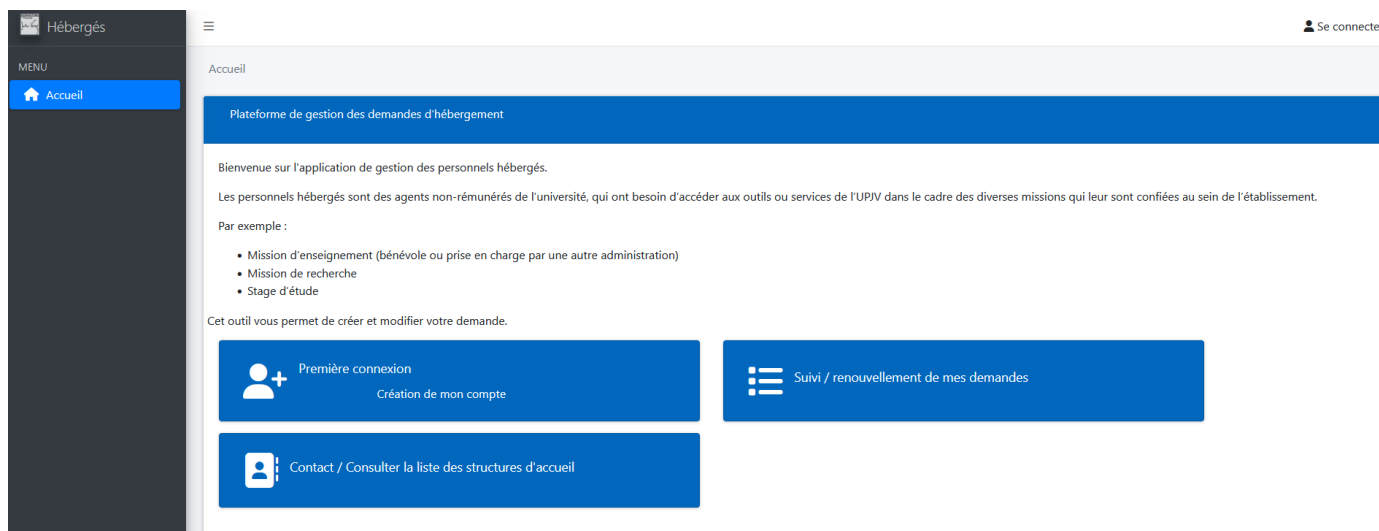 Hébergés
Se connecte
MENU
Accueil
Accueil
Plateforme de gestion des demandes d'hébergement
Bienvenue sur l'application de gestion des personnels hébergés.
Les personnels hébergés sont des agents non-rémunérés de l'université, qui ont besoin d'accéder aux outils ou services de l'UPJV dans le cadre des diverses missions qui leur sont confiées au sein de l'établissement.
Par exemple :
• Mission d'enseignement (bénévole ou prise en charge par une autre administration)
• Mission de recherche
• Stage d'étude
Cet outil vous permet de créer et modifier votre demande.
Première connexion
Création de mon compte
Suivi / renouvellement de mes demandes
Contact / Consulter la liste des structures d'accueil